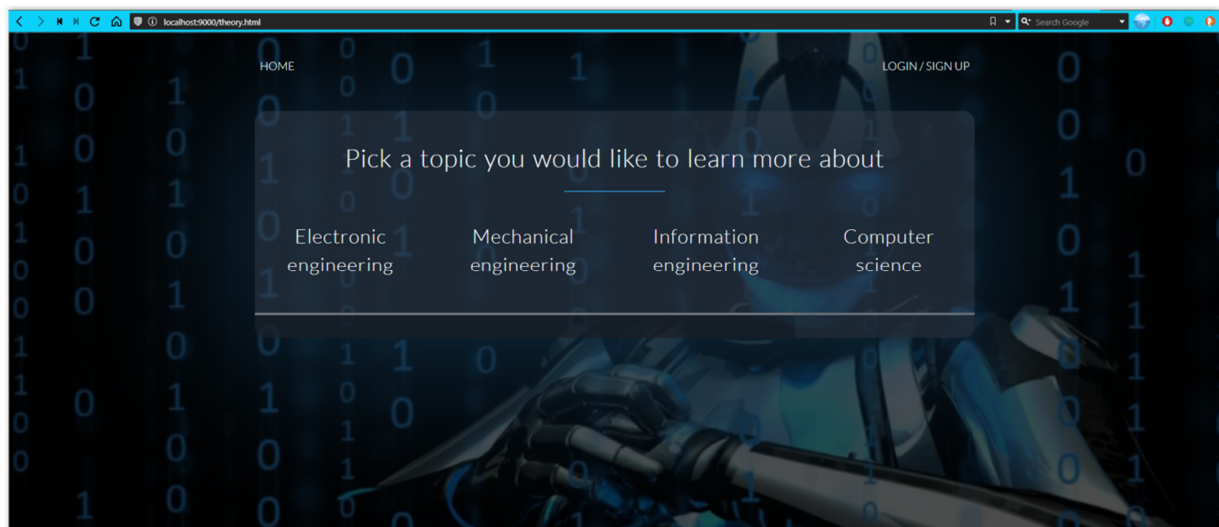 localhost:9000/theory.html
Search Google
HOME
LOGIN / SIGN UP
Pick a topic you would like to learn more about
Electronic
engineering
Mechanical
engineering
Information
engineering
Computer
science